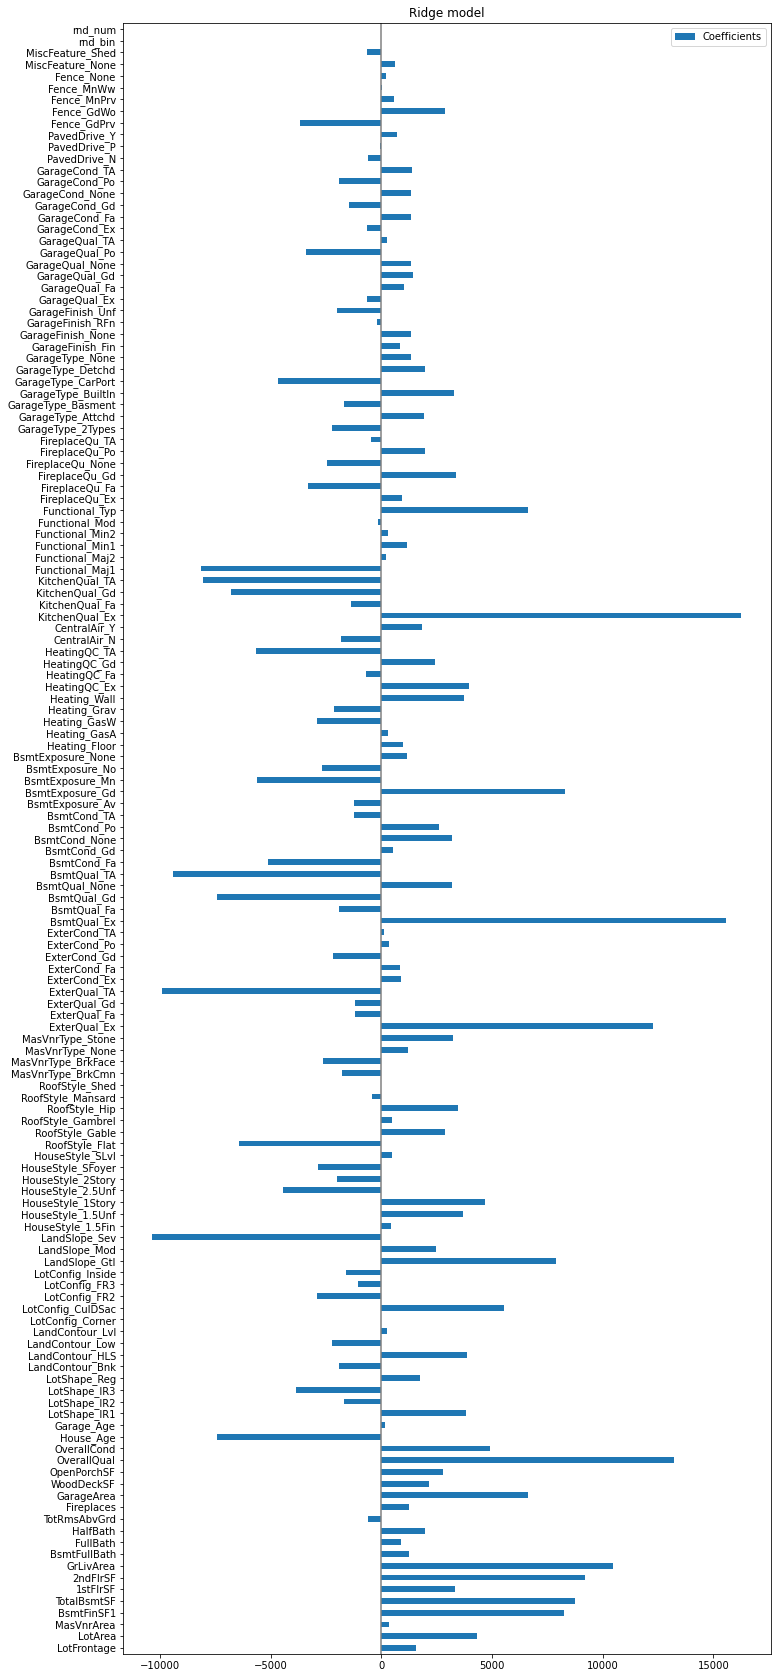 Ridge model
Coefficients
rnd_num
rnd_bin
MiscFeature_Shed
MiscFeature_None
Fence_None
Fence_MnWw
Fence_MnPrv
Fence_GdWo
Fence_GdPrv
PavedDrive_Y
PavedDrive_P
PavedDrive_N
GarageCond_TA
GarageCond_Po
GarageCond_None
GarageCond_Gd
GarageCond_Fa
GarageCond_Ex
GarageQual_TA
GarageQual_Po
GarageQual_None
GarageQual_Gd
GarageQual_Fa
GarageQual_Ex
GarageFinish_Unf
GarageFinish_RFn
GarageFinish_None
GarageFinish_Fin
GarageType_None
GarageType_Detchd
GarageType_CarPort
GarageType_BuiltIn
GarageType_Basment
GarageType_Attchd
GarageType_2Types
FireplaceQu_TA
FireplaceQu_Po
FireplaceQu_None
FireplaceQu_Gd
FireplaceQu_Fa
FireplaceQu_Ex
Functional_Typ
Functional_Mod
Functional_Min2
Functional_Min1
Functional_Maj2
Functional_Maj1
KitchenQual_TA
KitchenQual_Gd
KitchenQual_Fa
KitchenQual_Ex
CentralAir_Y
CentralAir_N
HeatingQC_TA
HeatingQC_Gd
HeatingQC_Fa
HeatingQC_Ex
Heating_Wall
Heating_Grav
Heating_GasW
Heating_GasA
Heating_Floor
BsmtExposure_None
BsmtExposure_No
BsmtExposure_Mn
BsmtExposure_Gd
BsmtExposure_Av
BsmtCond_TA
BsmtCond_Po
BsmtCond_None
BsmtCond_Gd
BsmtCond_Fa
BsmtQual_TA
BsmtQual_None
BsmtQual_Gd
BsmtQual_Fa
BsmtQual_Ex
ExterCond_TA
ExterCond_Po
ExterCond_Gd
ExterCond_Fa
ExterCond_Ex
ExterQual_TA
ExterQual_Gd
ExterQual_Fa
ExterQual_Ex
MasVnrType_Stone
MasVnrType_None
MasVnrType_BrkFace
MasVnrType_BrkCmn
RoofStyle_Shed
RoofStyle_Mansard
RoofStyle_Hip
RoofStyle_Gambrel
RoofStyle_Gable
RoofStyle_Flat
HouseStyle_SLvl
HouseStyle_SFoyer
HouseStyle_2Story
HouseStyle_2.5Unf
HouseStyle_1Story
HouseStyle_1.5Unf
HouseStyle_1.5Fin
LandSlope_Sev
LandSlope_Mod
LandSlope_Gtl
LotConfig_Inside
LotConfig_FR3
LotConfig_FR2
LotConfig_CulDSac
LotConfig_Corner
LandContour_Lvl
LandContour_Low
LandContour_HLS
LandContour_Bnk
LotShape_Reg
LotShape_IR3
LotShape_IR2
LotShape_IR1
Garage_Age
House_Age
OverallCond
OverallQual
OpenPorchSF
WoodDeckSF
GarageArea
Fireplaces
TotRmsAbvGrd
HalfBath
FullBath
BsmtFullBath
GrLivArea
2ndFlrSF
1stFlrSF
TotalBsmtSF
BsmtFinSF1
MasVnrArea
LotArea
LotFrontage
−10000 −5000 0 5000 10000 15000